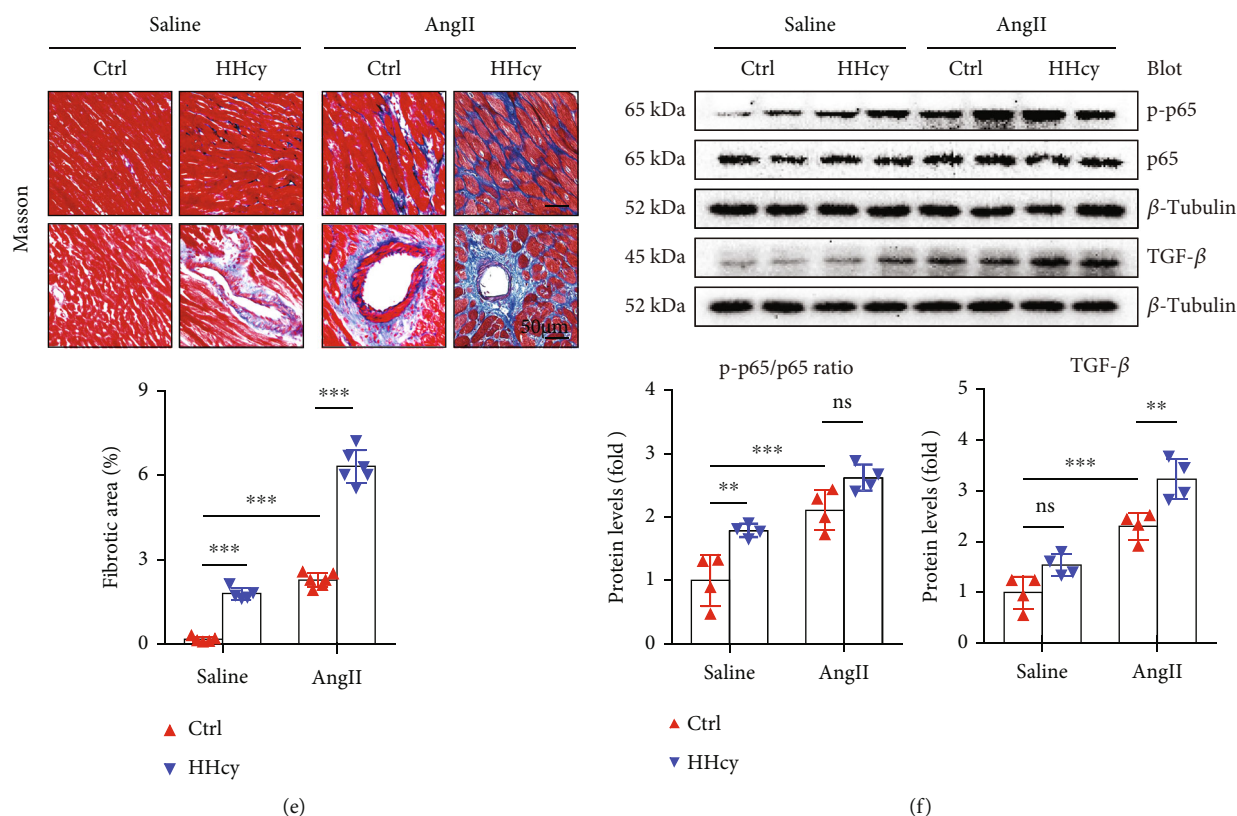 Saline AngII
Ctrl HHcy Ctrl HHcy
Masson
50μm
9
6
3
0
Fibrotic area (%)
***
***
***
Saline AngII
Ctrl
HHcy
(e)
Saline AngII
Ctrl HHcy Ctrl HHcy Blot
65 kDa p-p65
65 kDa p65
52 kDa β-Tubulin
45 kDa TGF-β
52 kDa β-Tubulin
p-p65/p65 ratio
4
3
2
1
0
Protein levels (fold )
ns
***
**
Saline AngII
Ctrl
HHcy
TGF-β
5
4
3
2
1
0
Protein levels (fold )
**
***
ns
Saline AngII
(f)